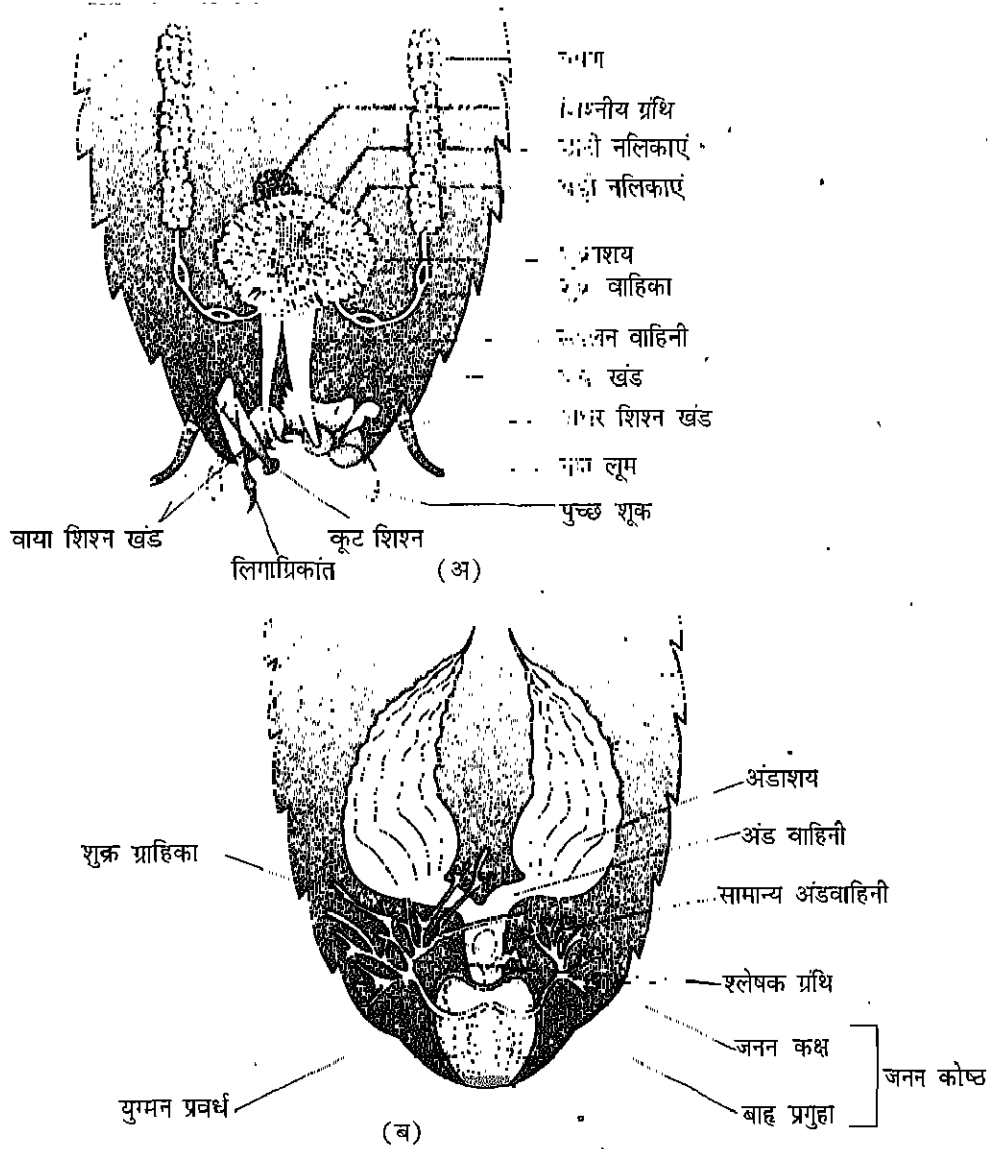 ग्रंथि
नलिकाएं
नलिकाएं
वाहिका
वाहिनी
खंड
शिश्न खंड
लूम
पुच्छ शूक
वाया शिश्न खंड
कूट शिश्न
लिगाग्रिकांत
(अ)
अंडाशय
अंड वाहिनी
शुक्र ग्राहिका
सामान्य अंडवाहिनी
श्लेषक ग्रंथि
जनन कक्ष
जनन कोष्ठ
युग्मन प्रवर्ध
बाह्य प्रगुहा
(ब)